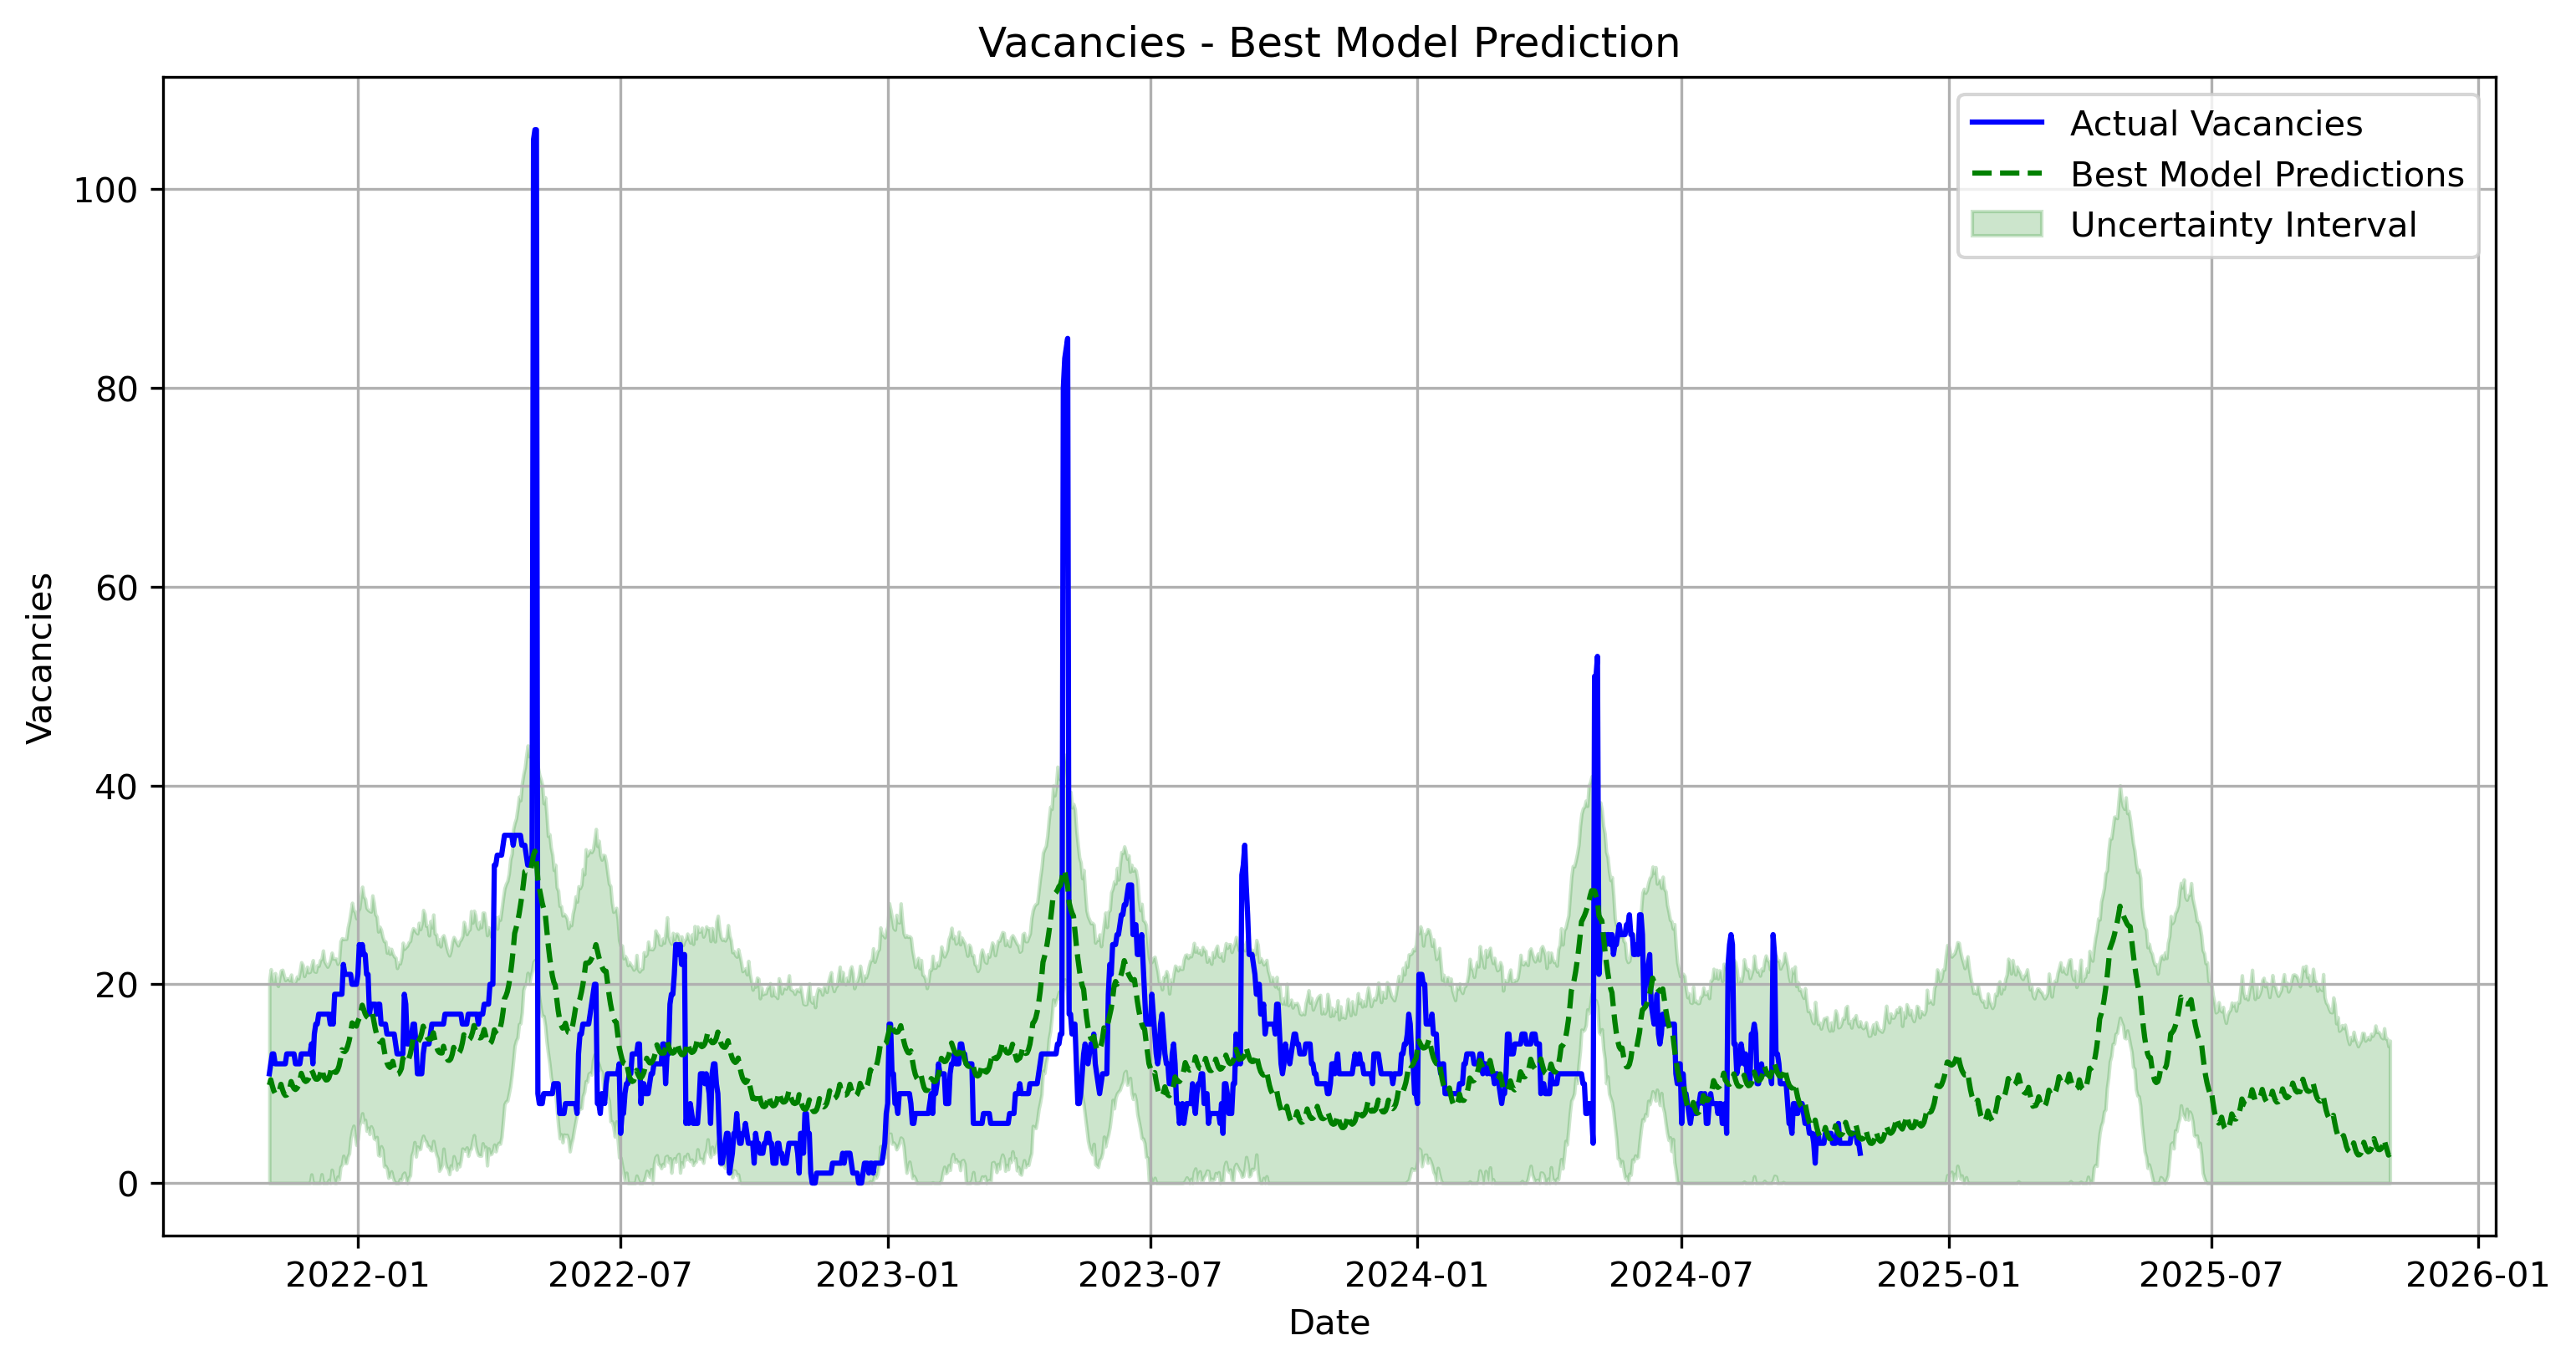 Vacancies - Best Model Prediction
Actual Vacancies
Best Model Predictions
Uncertainty Interval
Vacancies
100
80
60
40
20
0
2022-01
2022-07
2023-01
2023-07
2024-01
2024-07
2025-01
2025-07
2026-01
Date